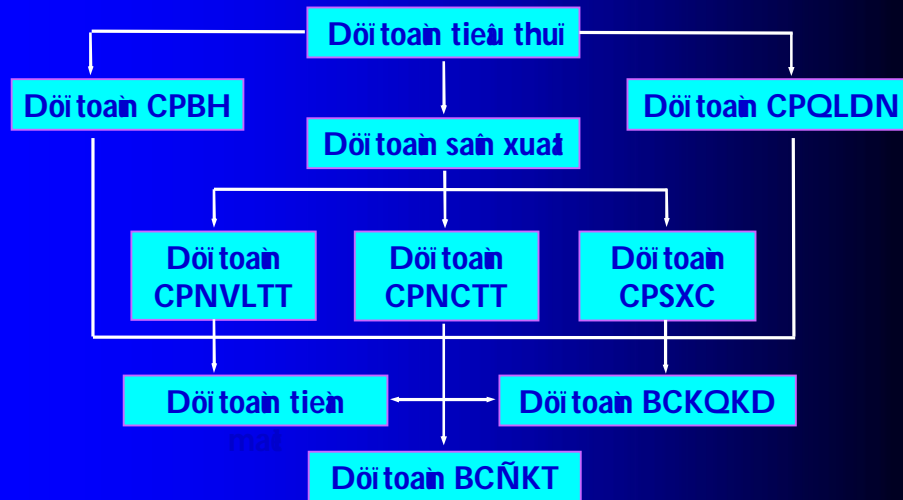 Döï toaùn tieâu thuï
Döï toaùn CPBH
Döï toaùn CPQLDN
Döï toaùn saûn xuaát
Döï toaùn
CPNVLTT
Döï toaùn
CPNCTT
Döï toaùn
CPSXC
Döï toaùn tieàn
maët
Döï toaùn BCKQKD
Döï toaùn BCÑKT